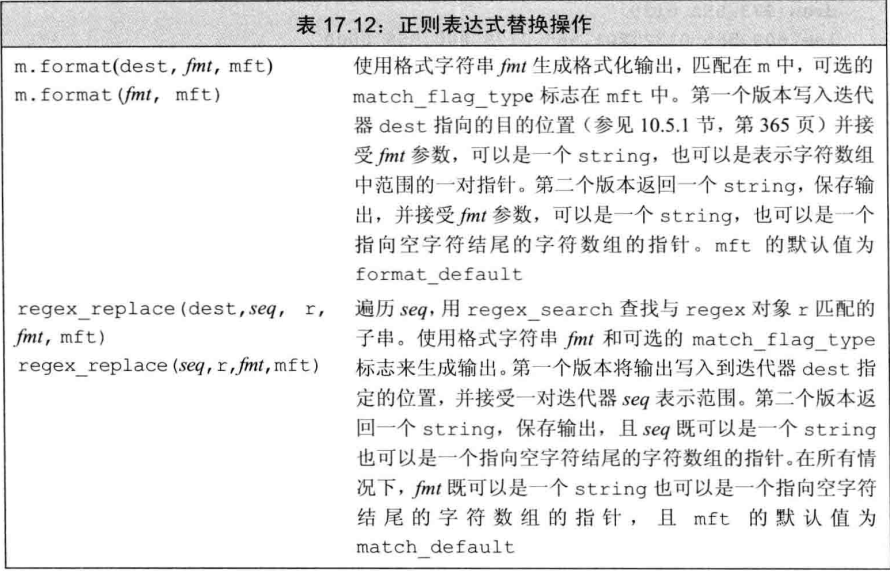 表 17.12：正则表达式替换操作
m.format(dest, fmt, mft)
m.format(fmt, mft)
使用格式字符串 fmt 生成格式化输出，匹配在 m 中，可选的
match_flag_type 标志在 mft 中。第一个版本写入迭代
器 dest 指向的目的位置（参见 10.5.1 节，第 365 页）并接
受 fmt 参数，可以是一个 string，也可以是表示字符数组
中范围的一对指针。第二个版本返回一个 string，保存输
出，并接受 fmt 参数，可以是一个 string，也可以是一个
指向空字符结尾的字符数组的指针。mft 的默认值为
format_default
regex_replace(dest, seq, r,
fmt, mft)
regex_replace(seq, r, fmt, mft)
遍历 seq，用 regex_search 查找与 regex 对象 r 匹配的
子串。使用格式字符串 fmt 和可选的 match_flag_type
标志来生成输出。第一个版本将输出写入到迭代器 dest 指
定的位置，并接受一对迭代器 seq 表示范围。第二个版本返
回一个 string，保存输出，且 seq 既可以是一个 string
也可以是一个指向空字符结尾的字符数组的指针。在所有情
况下，fmt 既可以是一个 string 也可以是一个指向空字符
结尾的字符数组的指针，且 mft 的默认值为
match_default